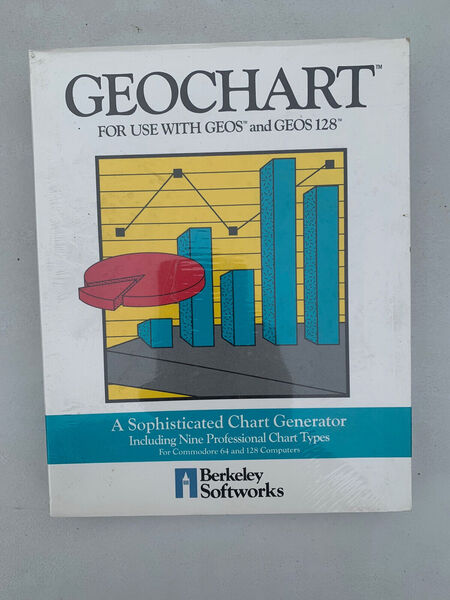 GEOCHART™
FOR USE WITH GEOS™ and GEOS 128™
A Sophisticated Chart Generator
Including Nine Professional Chart Types
For Commodore 64 and 128 Computers
Berkeley
Softworks